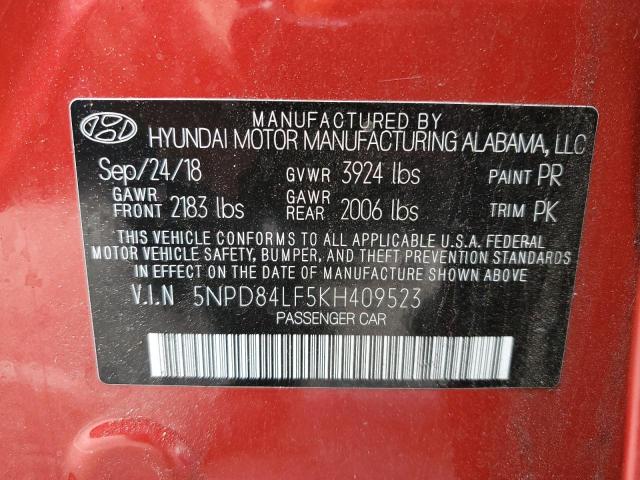 MANUFACTURED BY
HYUNDAI MOTOR MANUFACTURING ALABAMA, LLC
Sep/24/18 GVWR 3924 lbs PAINT PR
GAWR FRONT 2183 lbs GAWR REAR 2006 lbs TRIM PK
THIS VEHICLE CONFORMS TO ALL APPLICABLE U.S.A. FEDERAL
MOTOR VEHICLE SAFETY, BUMPER, AND THEFT PREVENTION STANDARDS
IN EFFECT ON THE DATE OF MANUFACTURE SHOWN ABOVE
V.I.N 5NPD84LF5KH409523
PASSENGER CAR